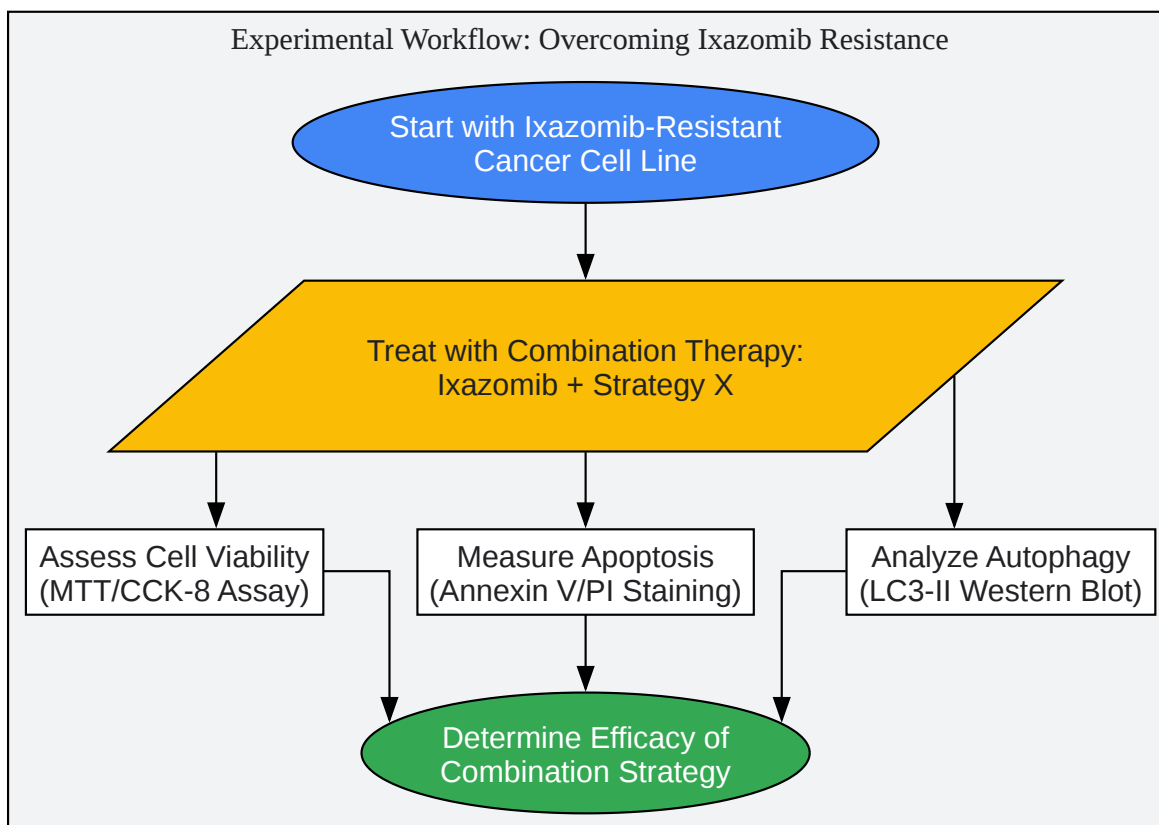 Experimental Workflow: Overcoming Ixazomib Resistance
Start with Ixazomib-Resistant
Cancer Cell Line
Treat with Combination Therapy:
Ixazomib + Strategy X
Assess Cell Viability
(MTT/CCK-8 Assay)
Measure Apoptosis
(Annexin V/PI Staining)
Analyze Autophagy
(LC3-II Western Blot)
Determine Efficacy of
Combination Strategy